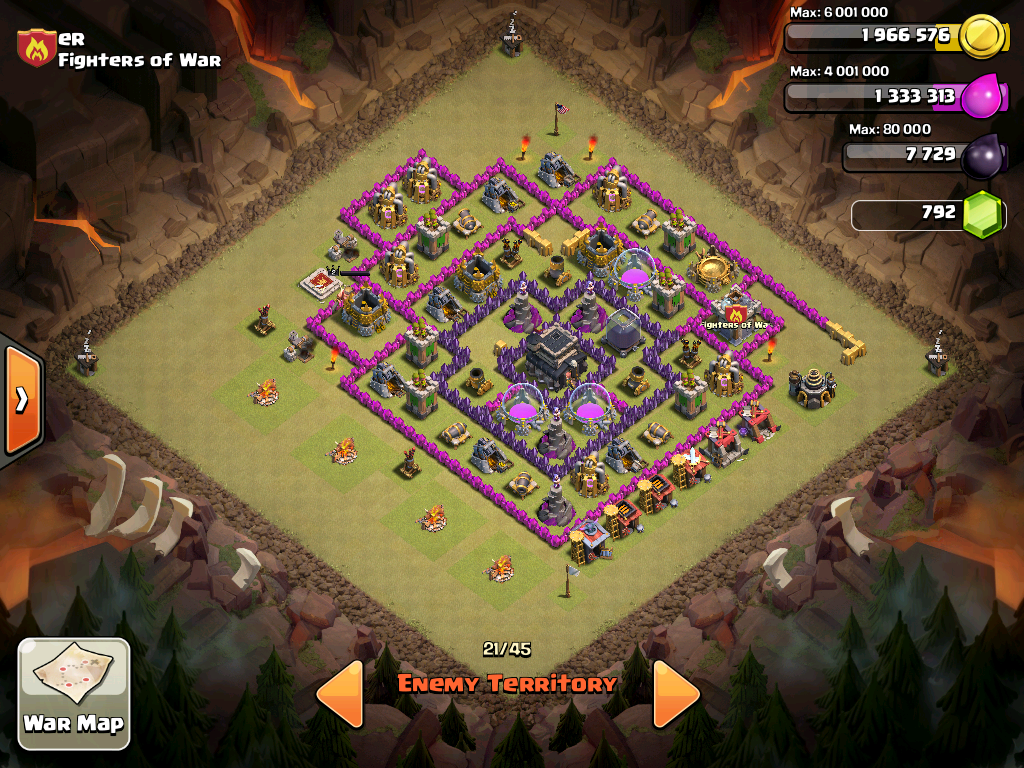 eR
Fighters of War
Max: 6 001 000
1 966 576
Max: 4 001 000
1 333 313
Max: 80 000
7 729
792
Fighters of Wa
21/45
Enemy Territory
War Map